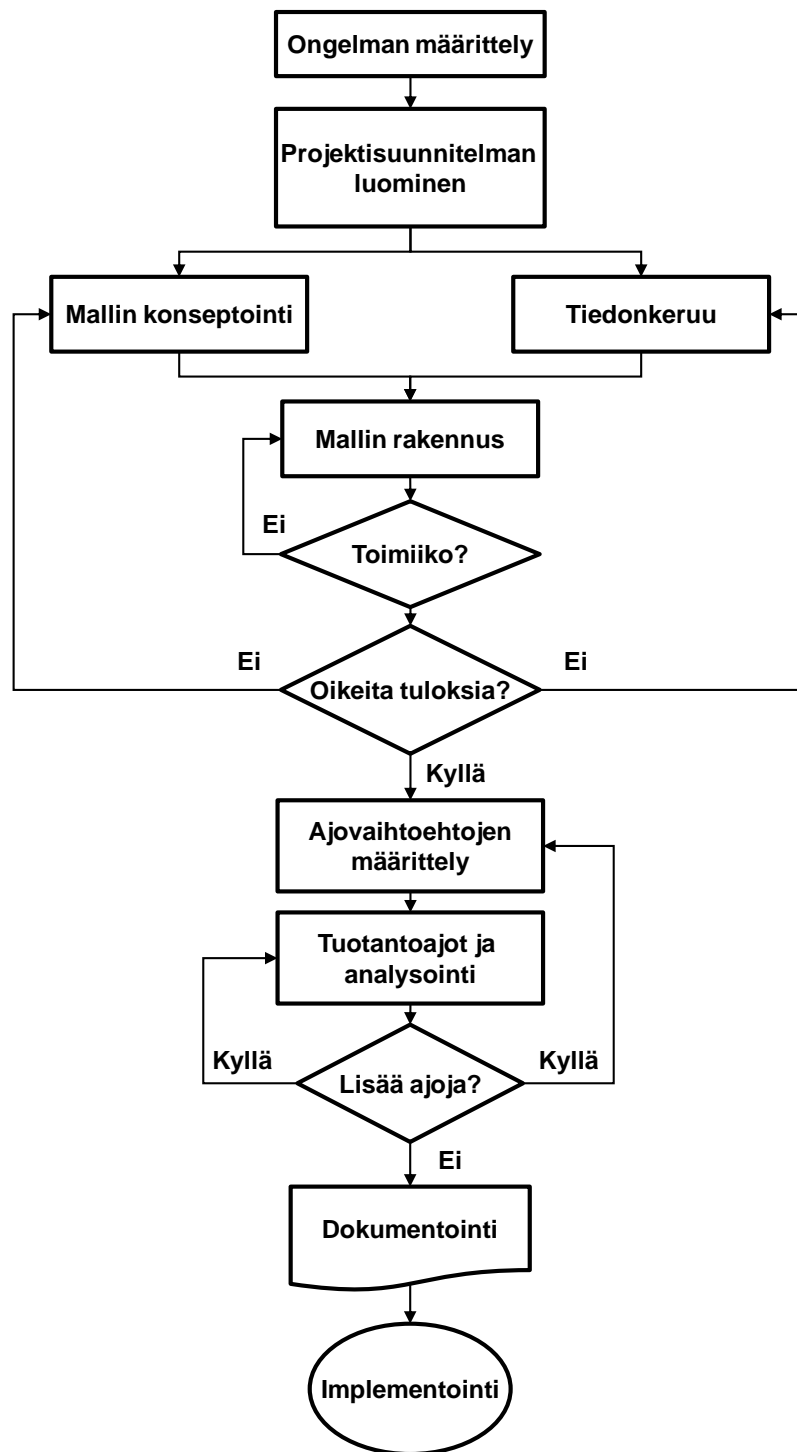 Ongelman määrittely
Projektisuunnitelman
luominen
Mallin konseptointi
Tiedonkeruu
Mallin rakennus
Ei
Toimiiko?
Ei
Ei
Oikeita tuloksia?
Kyllä
Ajovaihtoehtojen
määrittely
Tuotantoajot ja
analysointi
Kyllä
Kyllä
Lisää ajoja?
Ei
Dokumentointi
Implementointi